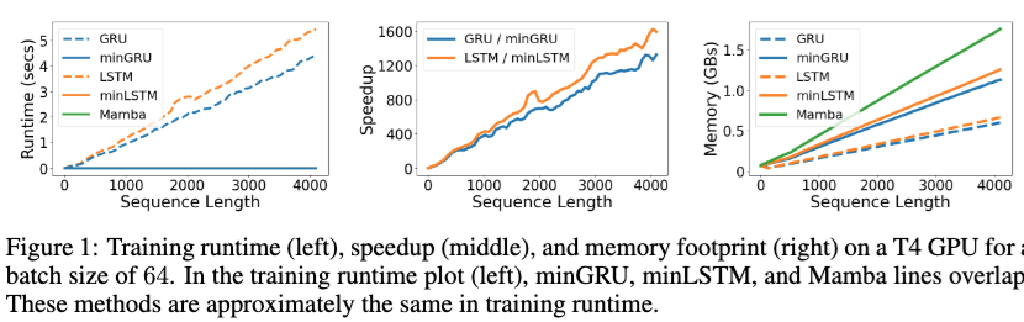 GRU
minGRU
LSTM
minLSTM
Mamba
Runtime (secs)
5
4
3
2
1
0
0 1000 2000 3000 4000
Sequence Length
GRU / minGRU
LSTM / minLSTM
Speedup
1600
1200
800
400
0
0 1000 2000 3000 4000
Sequence Length
GRU
minGRU
LSTM
minLSTM
Mamba
Memory (GBs)
1.5
1.0
0.5
0
0 1000 2000 3000 4000
Sequence Length
Figure 1: Training runtime (left), speedup (middle), and memory footprint (right) on a T4 GPU for a
batch size of 64. In the training runtime plot (left), minGRU, minLSTM, and Mamba lines overlap
These methods are approximately the same in training runtime.